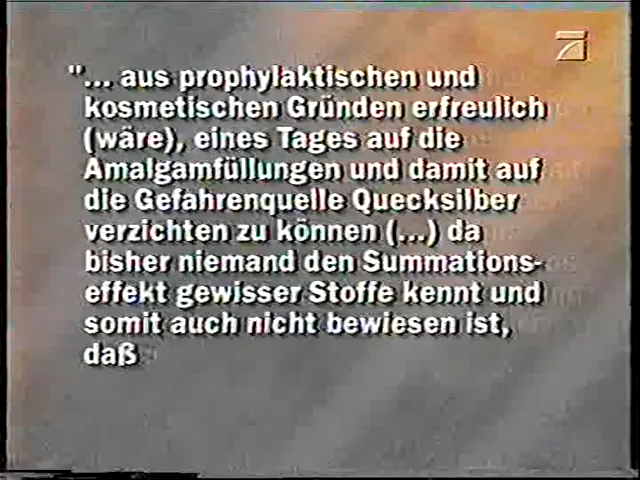 "... aus prophylaktischen und
kosmetischen Gründen erfreulich
(wäre), eines Tages auf die
Amalgamfüllungen und damit auf
die Gefahrenquelle Quecksilber
verzichten zu können (...) da
bisher niemand den Summations-
effekt gewisser Stoffe kennt und
somit auch nicht bewiesen ist,
daß